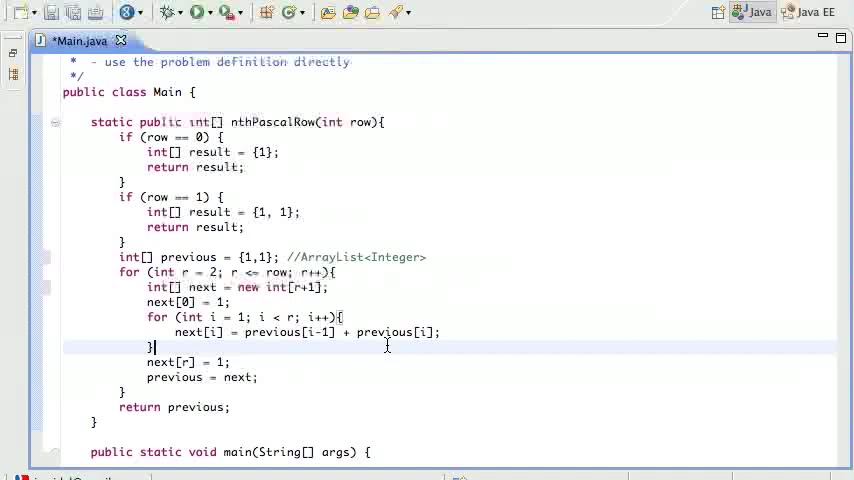 Java
Java EE
*Main.java
* - use the problem definition directly
*/
public class Main {
static public int[] nthPascalRow(int row){
if (row == 0) {
int[] result = {1};
return result;
}
if (row == 1) {
int[] result = {1, 1};
return result;
}
int[] previous = {1,1}; //ArrayList<Integer>
for (int r = 2; r <= row; r++){
int[] next = new int[r+1];
next[0] = 1;
for (int i = 1; i < r; i++){
next[i] = previous[i-1] + previous[i];
}
next[r] = 1;
previous = next;
}
return previous;
}
public static void main(String[] args) {